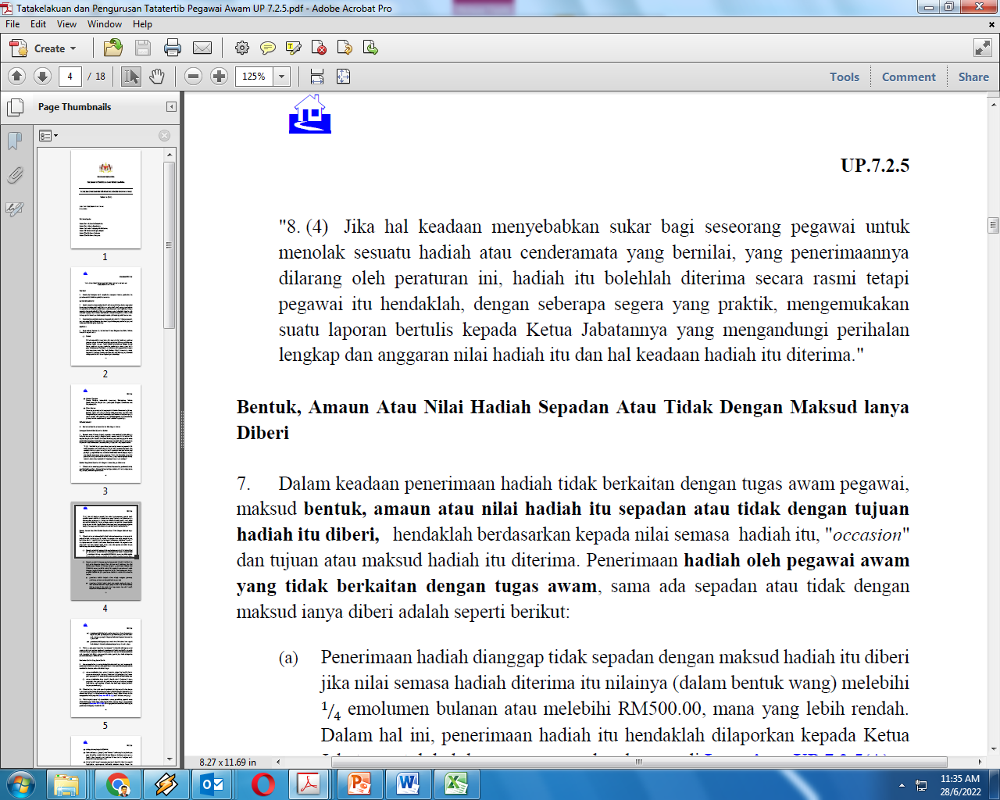 Tatakelakuan dan Pengurusan Tatatertib Pegawai Awam UP 7.2.5.pdf - Adobe Acrobat Pro
File Edit View Window Help
Create
4 / 18 125% Tools Comment Share
Page Thumbnails
1
2
3
4
5
UP.7.2.5
"8. (4) Jika hal keadaan menyebabkan sukar bagi seseorang pegawai untuk
menolak sesuatu hadiah atau cenderamata yang bernilai, yang penerimaannya
dilarang oleh peraturan ini, hadiah itu bolehlah diterima secara rasmi tetapi
pegawai itu hendaklah, dengan seberapa segera yang praktik, mengemukakan
suatu laporan bertulis kepada Ketua Jabatannya yang mengandungi perihalan
lengkap dan anggaran nilai hadiah itu dan hal keadaan hadiah itu diterima."
Bentuk, Amaun Atau Nilai Hadiah Sepadan Atau Tidak Dengan Maksud lanya
Diberi
7. Dalam keadaan penerimaan hadiah tidak berkaitan dengan tugas awam pegawai,
maksud bentuk, amaun atau nilai hadiah itu sepadan atau tidak dengan tujuan
hadiah itu diberi, hendaklah berdasarkan kepada nilai semasa hadiah itu, "occasion"
dan tujuan atau maksud hadiah itu diterima. Penerimaan hadiah oleh pegawai awam
yang tidak berkaitan dengan tugas awam, sama ada sepadan atau tidak dengan
maksud ianya diberi adalah seperti berikut:
(a) Penerimaan hadiah dianggap tidak sepadan dengan maksud hadiah itu diberi
jika nilai semasa hadiah diterima itu nilainya (dalam bentuk wang) melebihi
1/4 emolumen bulanan atau melebihi RM500.00, mana yang lebih rendah.
Dalam hal ini, penerimaan hadiah itu hendaklah dilaporkan kepada Ketua
8.27 x 11.69 in
11:35 AM
28/6/2022